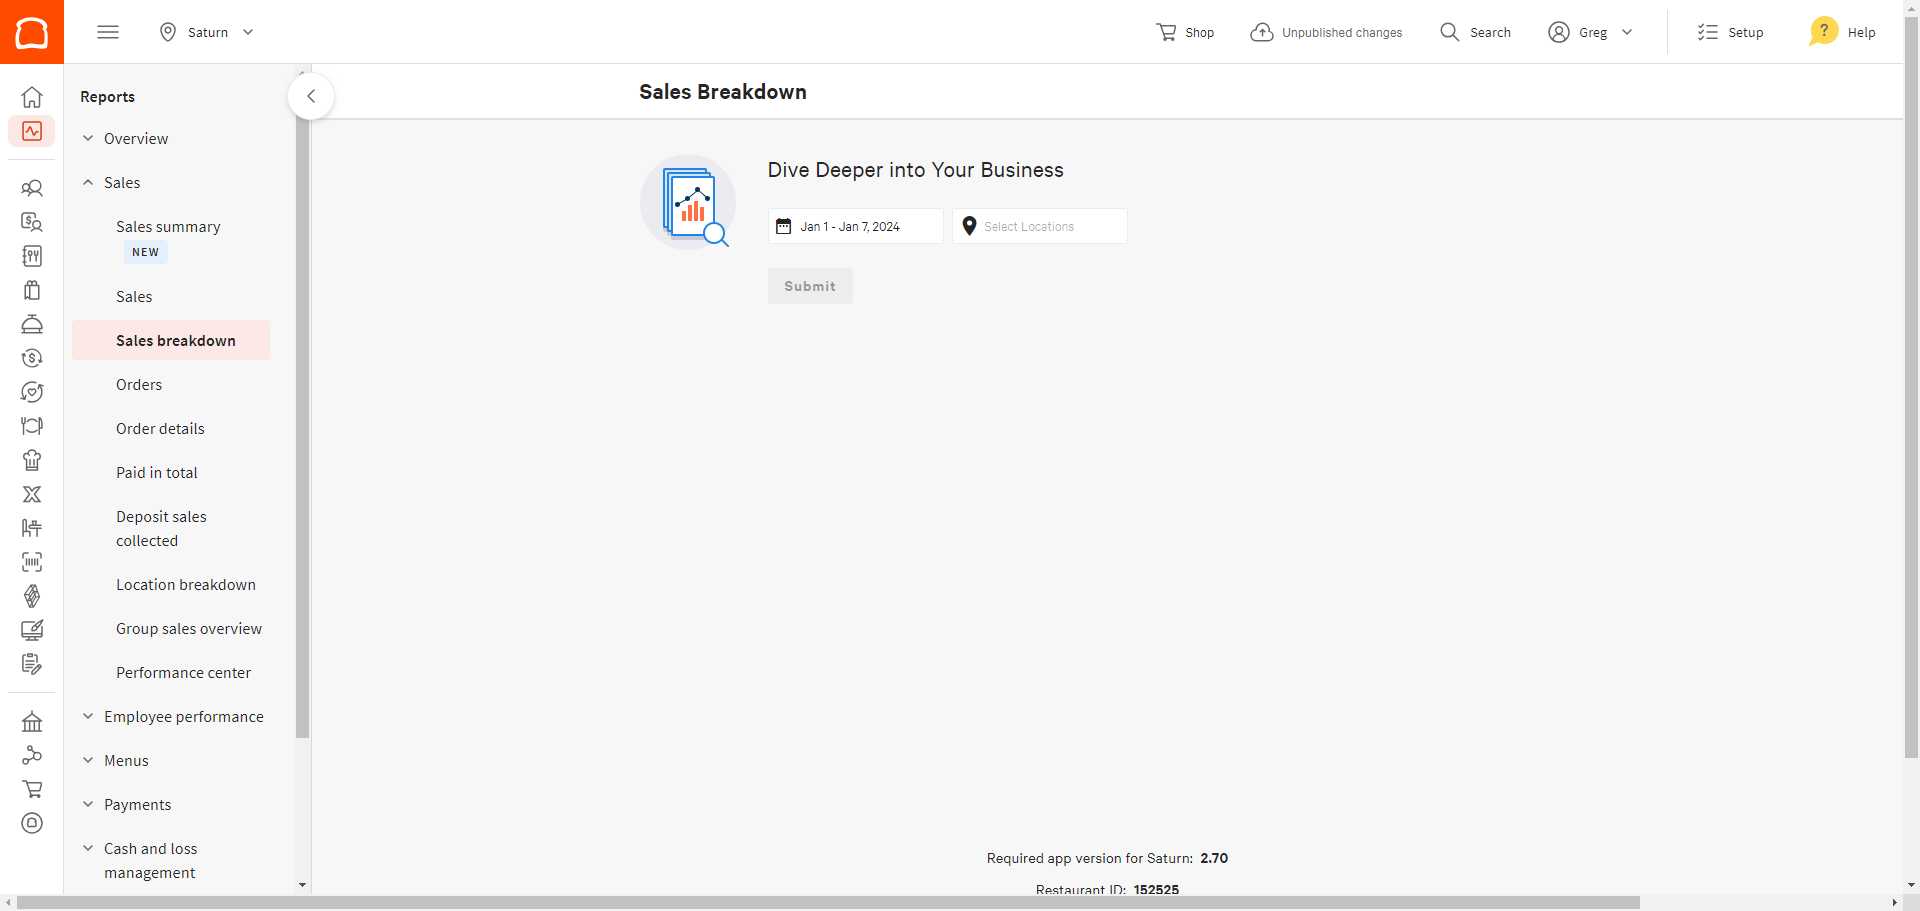 Saturn
Shop
Unpublished changes
Search
Greg
Setup
? Help
Reports
Overview
Sales
Sales summary
NEW
Sales
Sales breakdown
Orders
Order details
Paid in total
Deposit sales
collected
Location breakdown
Group sales overview
Performance center
Employee performance
Menus
Payments
Cash and loss
management
Sales Breakdown
Dive Deeper into Your Business
Jan 1 - Jan 7, 2024
Select Locations
Submit
Required app version for Saturn: 2.70
Restaurant ID: 152525